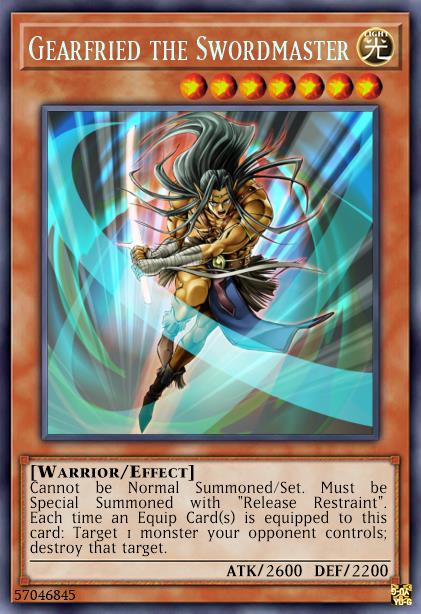 GEARFRIED THE SWORDMASTER
LIGHT
光
[WARRIOR/EFFECT]
Cannot be Normal Summoned/Set. Must be
Special Summoned with "Release Restraint".
Each time an Equip Card(s) is equipped to this
card: Target 1 monster your opponent controls;
destroy that target.
ATK/2600 DEF/2200
57046845